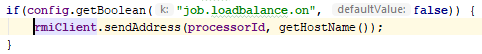 if(config.getBoolean( k: "job.loadbalance.on", defaultValue: false)) {
rmiClient.sendAddress(processorId, getHostName());
}